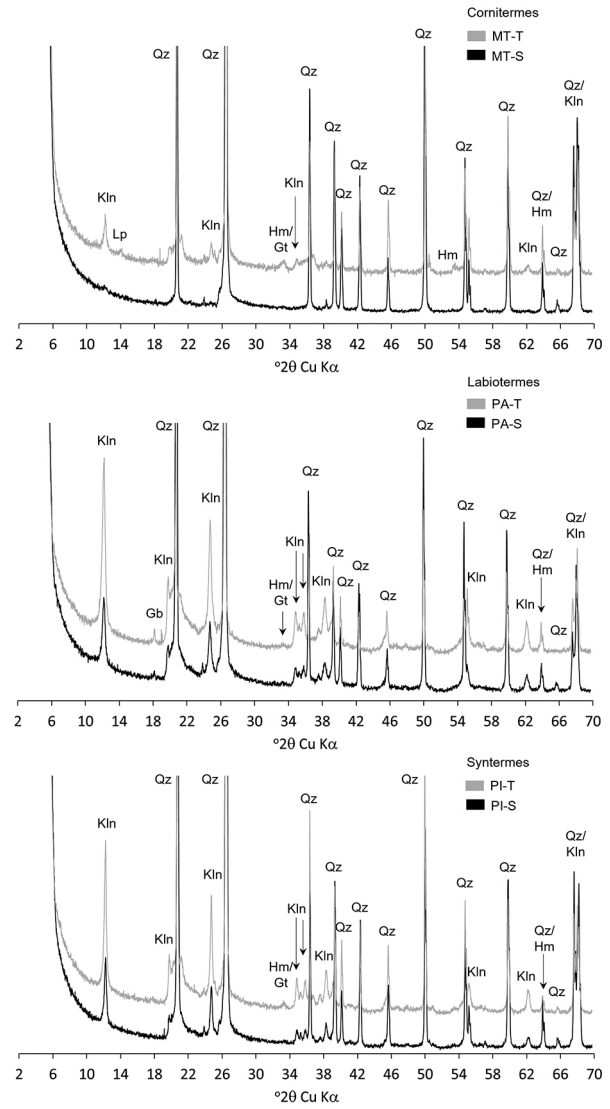 Cornitermes
MT-T
MT-S
Qz
Qz
Qz
Qz
Qz
Qz
Qz
Qz
Qz
Qz
Qz/
Kln
Kln
Lp
Kln
Kln
Hm/
Gt
Hm
Kln
Qz/
Hm
Qz
2 6 10 14 18 22 26 30 34 38 42 46 50 54 58 62 66 70
º2θ Cu Kα
Labiotermes
PA-T
PA-S
Kln
Qz
Qz
Qz
Qz
Qz
Qz
Qz
Qz
Qz
Qz/
Kln
Gb
Kln
Kln
Kln
Hm/
Gt
Kln
Qz
Kln
Kln
Qz/
Hm
Qz
2 6 10 14 18 22 26 30 34 38 42 46 50 54 58 62 66 70
º2θ Cu Kα
Syntermes
PI-T
PI-S
Kln
Qz
Qz
Qz
Qz
Qz
Qz
Qz
Qz
Qz
Qz
Qz/
Kln
Kln
Kln
Kln
Hm/
Gt
Kln
Kln
Kln
Qz/
Hm
Qz
2 6 10 14 18 22 26 30 34 38 42 46 50 54 58 62 66 70
º2θ Cu Kα